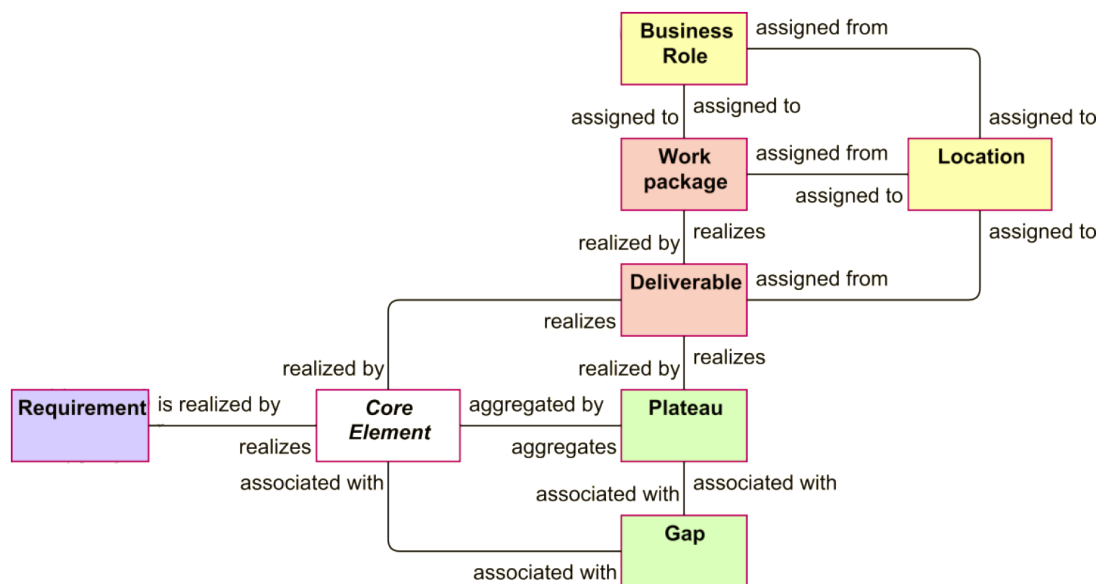 Business
Role
assigned from
assigned to
assigned to
assigned to
Work
package
assigned from
Location
assigned to
realizes
assigned to
realized by
Deliverable
assigned from
realizes
realizes
realized by
realized by
Requirement
is realized by
Core
Element
aggregated by
Plateau
realizes
aggregates
associated with
associated with
associated with
Gap
associated with